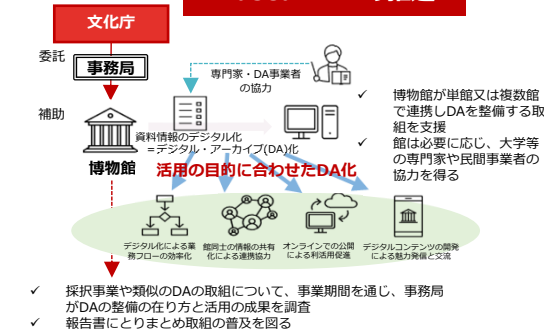 文化庁
委託
事務局
補助
博物館
専門家・DA事業者
の協力
資料情報のデジタル化
＝デジタル・アーカイブ(DA)化
活用の目的に合わせたDA化
✓ 博物館が単館又は複数館
で連携しDAを整備する取
組を支援
✓ 館は必要に応じ、大学等
の専門家や民間事業者の
協力を得る
デジタル化による業
務フローの効率化
館同士の情報の共有
化による連携協力
オンラインでの公開
による利活用促進
デジタルコンテンツの開発
による魅力発信と交流
✓ 採択事業や類似のDAの取組について、事業期間を通じ、事務局
がDAの整備の在り方と活用の成果を調査
✓ 報告書にとりまとめ取組の普及を図る